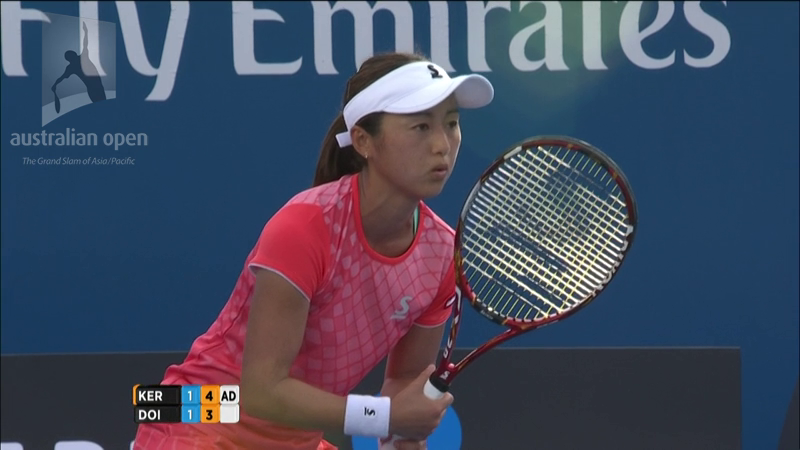 Fly Emirates
australian open
The Grand Slam of Asia/Pacific
KER 1 4 AD
DOI 1 3